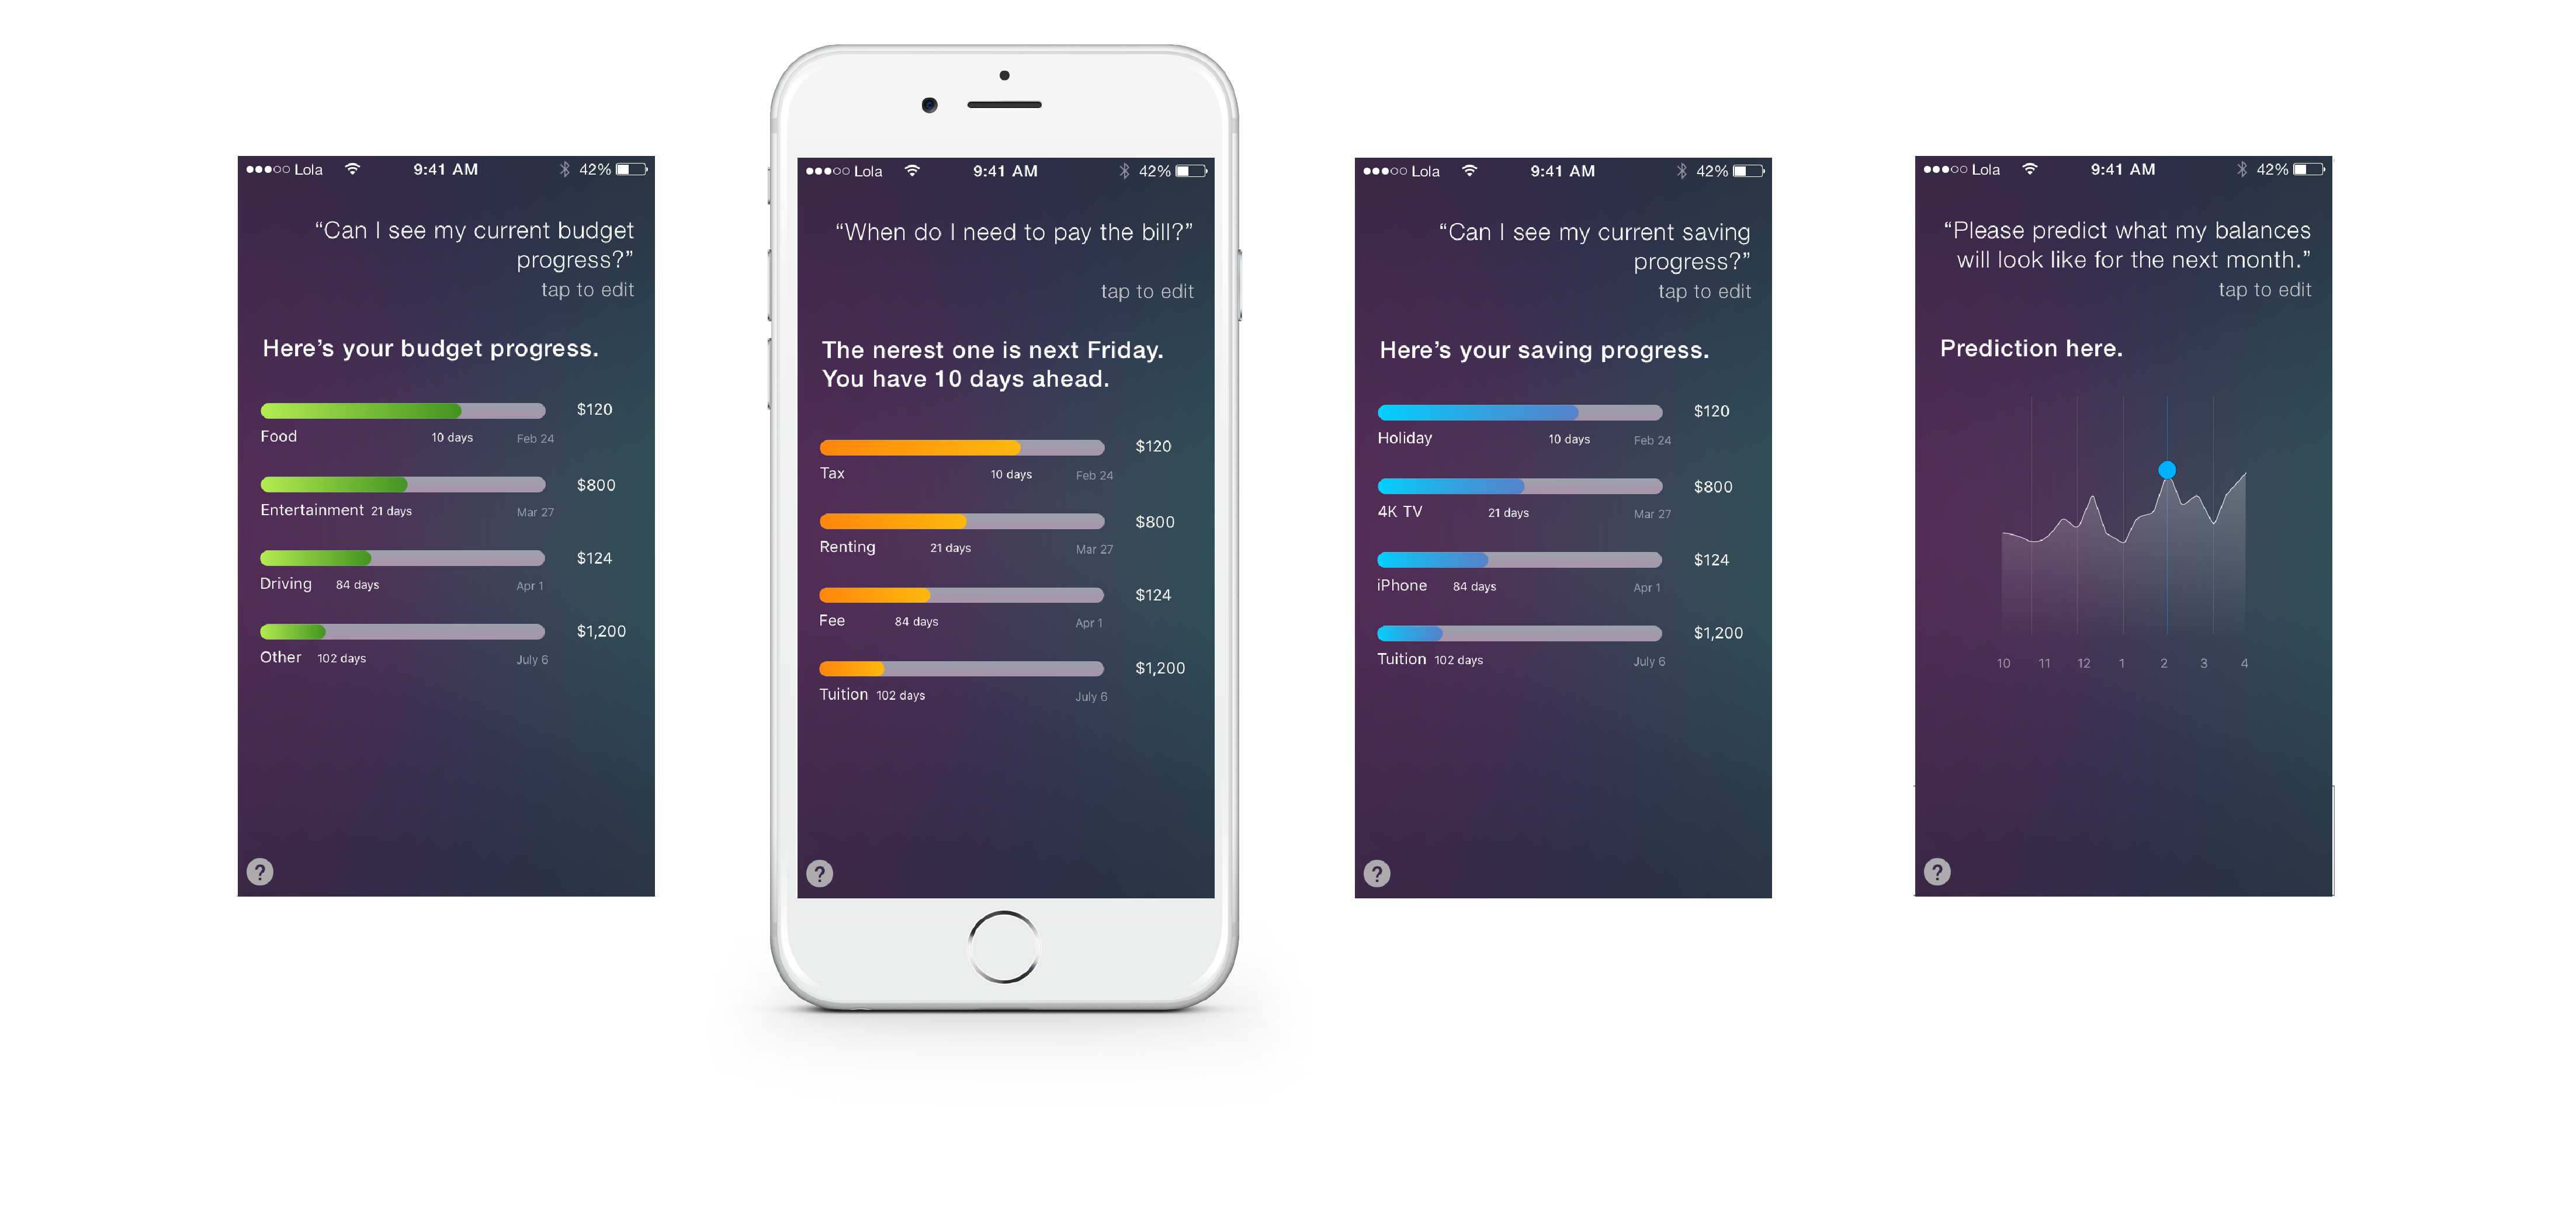 Lola 9:41 AM 42%
“Can I see my current budget
progress?”
tap to edit
Here’s your budget progress.
$120
Food 10 days Feb 24
$800
Entertainment 21 days Mar 27
$124
Driving 84 days Apr 1
$1,200
Other 102 days July 6
?
Lola 9:41 AM 42%
“When do I need to pay the bill?”
tap to edit
The nerest one is next Friday.
You have 10 days ahead.
$120
Tax 10 days Feb 24
$800
Renting 21 days Mar 27
$124
Fee 84 days Apr 1
$1,200
Tuition 102 days July 6
?
Lola 9:41 AM 42%
“Can I see my current saving
progress?”
tap to edit
Here’s your saving progress.
$120
Holiday 10 days Feb 24
$800
4K TV 21 days Mar 27
$124
iPhone 84 days Apr 1
$1,200
Tuition 102 days July 6
?
Lola 9:41 AM 42%
“Please predict what my balances
will look like for the next month.”
tap to edit
Prediction here.
10 11 12 1 2 3 4
?